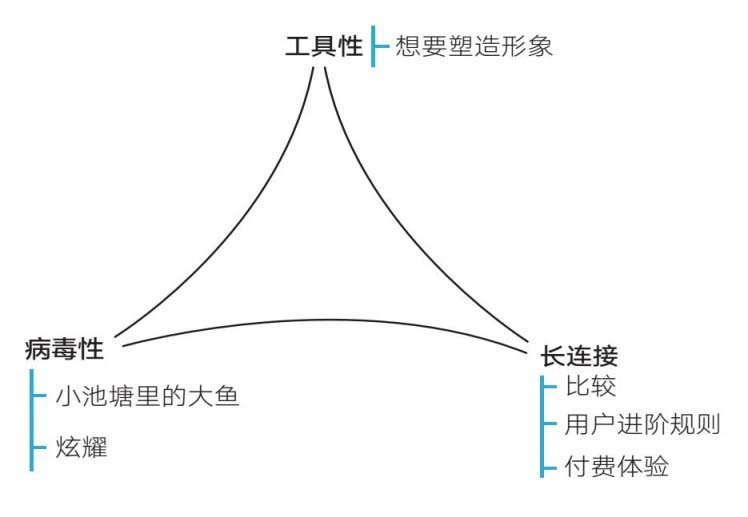 工具性
想要塑造形象
病毒性
小池塘里的大鱼
炫耀
长连接
比较
用户进阶规则
付费体验